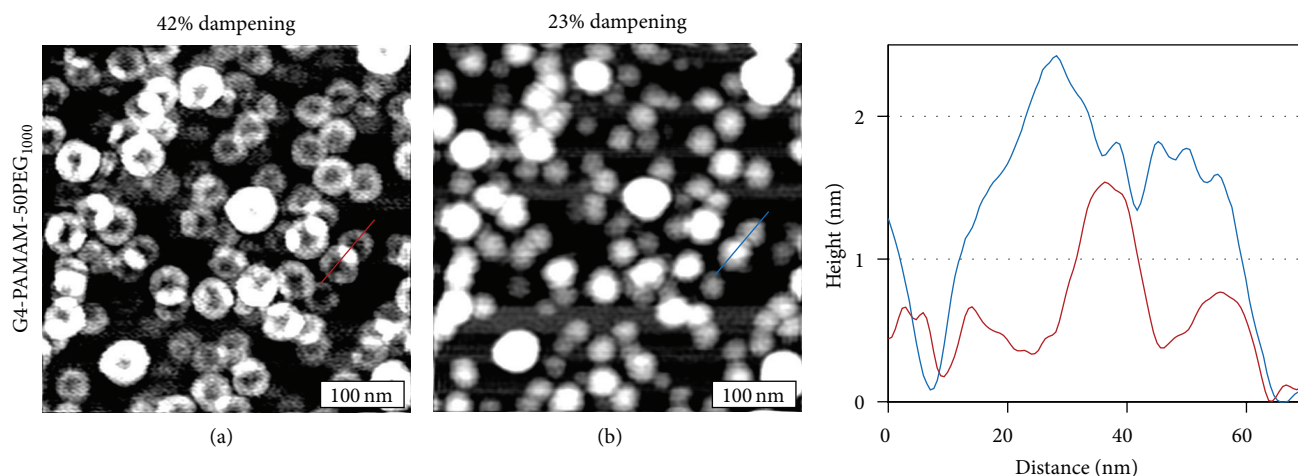 42% dampening
23% dampening
G4-PAMAM-50PEG1000
100 nm
100 nm
(a)
(b)
Height (nm)
2
1
0
0 20 40 60
Distance (nm)